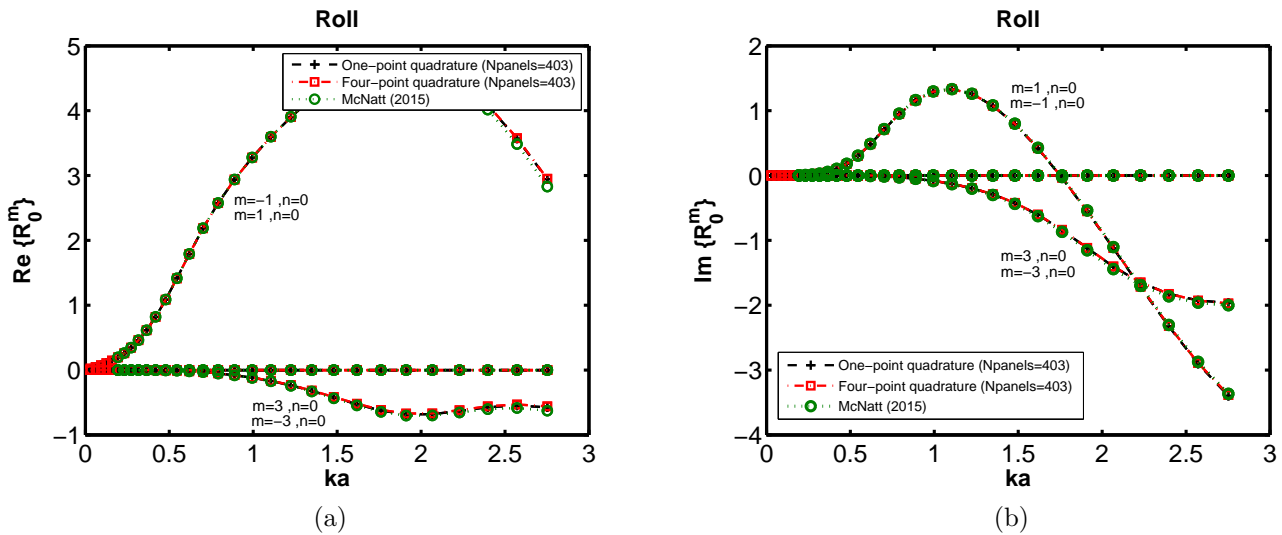 Roll
5
4
3
2
1
0
−1
Re {R₀ᵐ}
One−point quadrature (Npanels=403)
Four−point quadrature (Npanels=403)
McNatt (2015)
m=−1 ,n=0
m=1 ,n=0
m=3 ,n=0
m=−3 ,n=0
0 0.5 1 1.5 2 2.5 3
ka
(a)
Roll
2
1
0
−1
−2
−3
−4
Im {R₀ᵐ}
m=1 ,n=0
m=−1 ,n=0
m=3 ,n=0
m=−3 ,n=0
One−point quadrature (Npanels=403)
Four−point quadrature (Npanels=403)
McNatt (2015)
0 0.5 1 1.5 2 2.5 3
ka
(b)